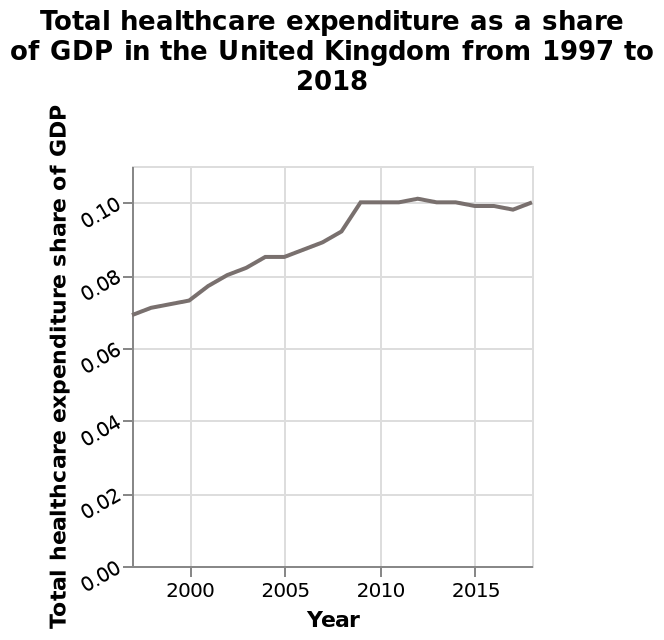 Total healthcare expenditure as a share
of GDP in the United Kingdom from 1997 to
2018
Total healthcare expenditure share of GDP
0.10
0.08
0.06
0.04
0.02
0.00
2000 2005 2010 2015
Year